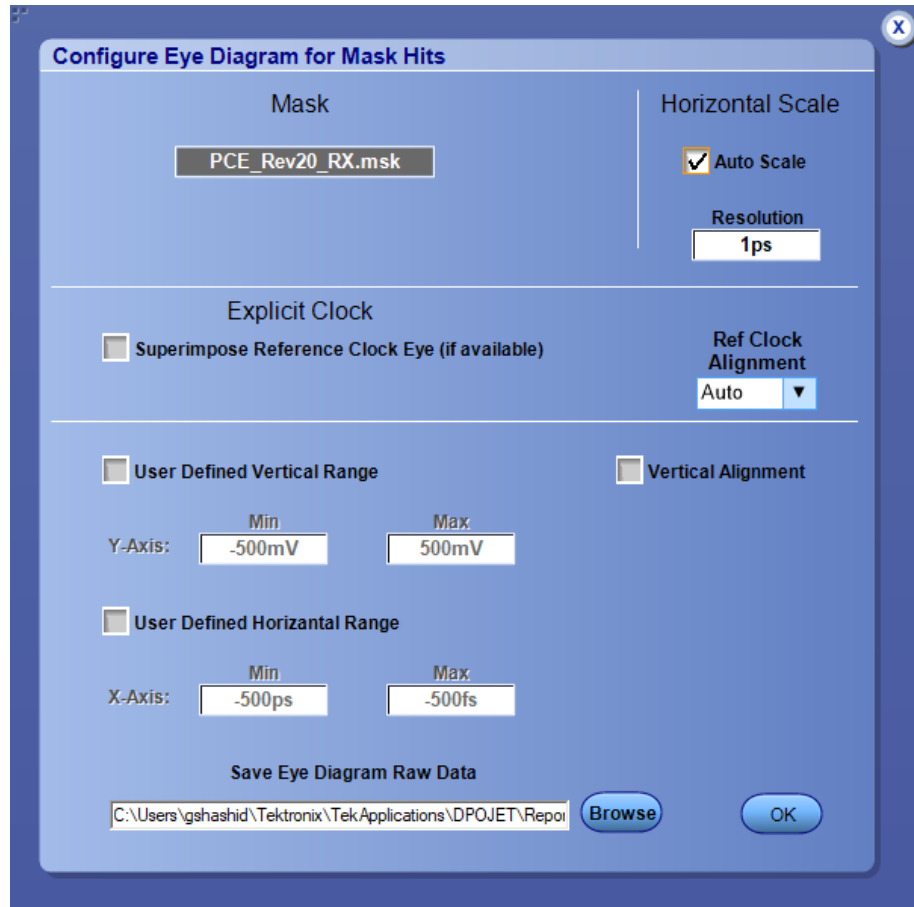 X
Configure Eye Diagram for Mask Hits
Mask
Horizontal Scale
PCE_Rev20_RX.msk
Auto Scale
Resolution
1ps
Explicit Clock
Superimpose Reference Clock Eye (if available)
Ref Clock
Alignment
Auto
User Defined Vertical Range
Vertical Alignment
Min
Max
Y-Axis:
-500mV
500mV
User Defined Horizantal Range
Min
Max
X-Axis:
-500ps
-500fs
Save Eye Diagram Raw Data
C:\Users\gshashid\Tektronix\TekApplications\DPOJET\Repor
Browse
OK